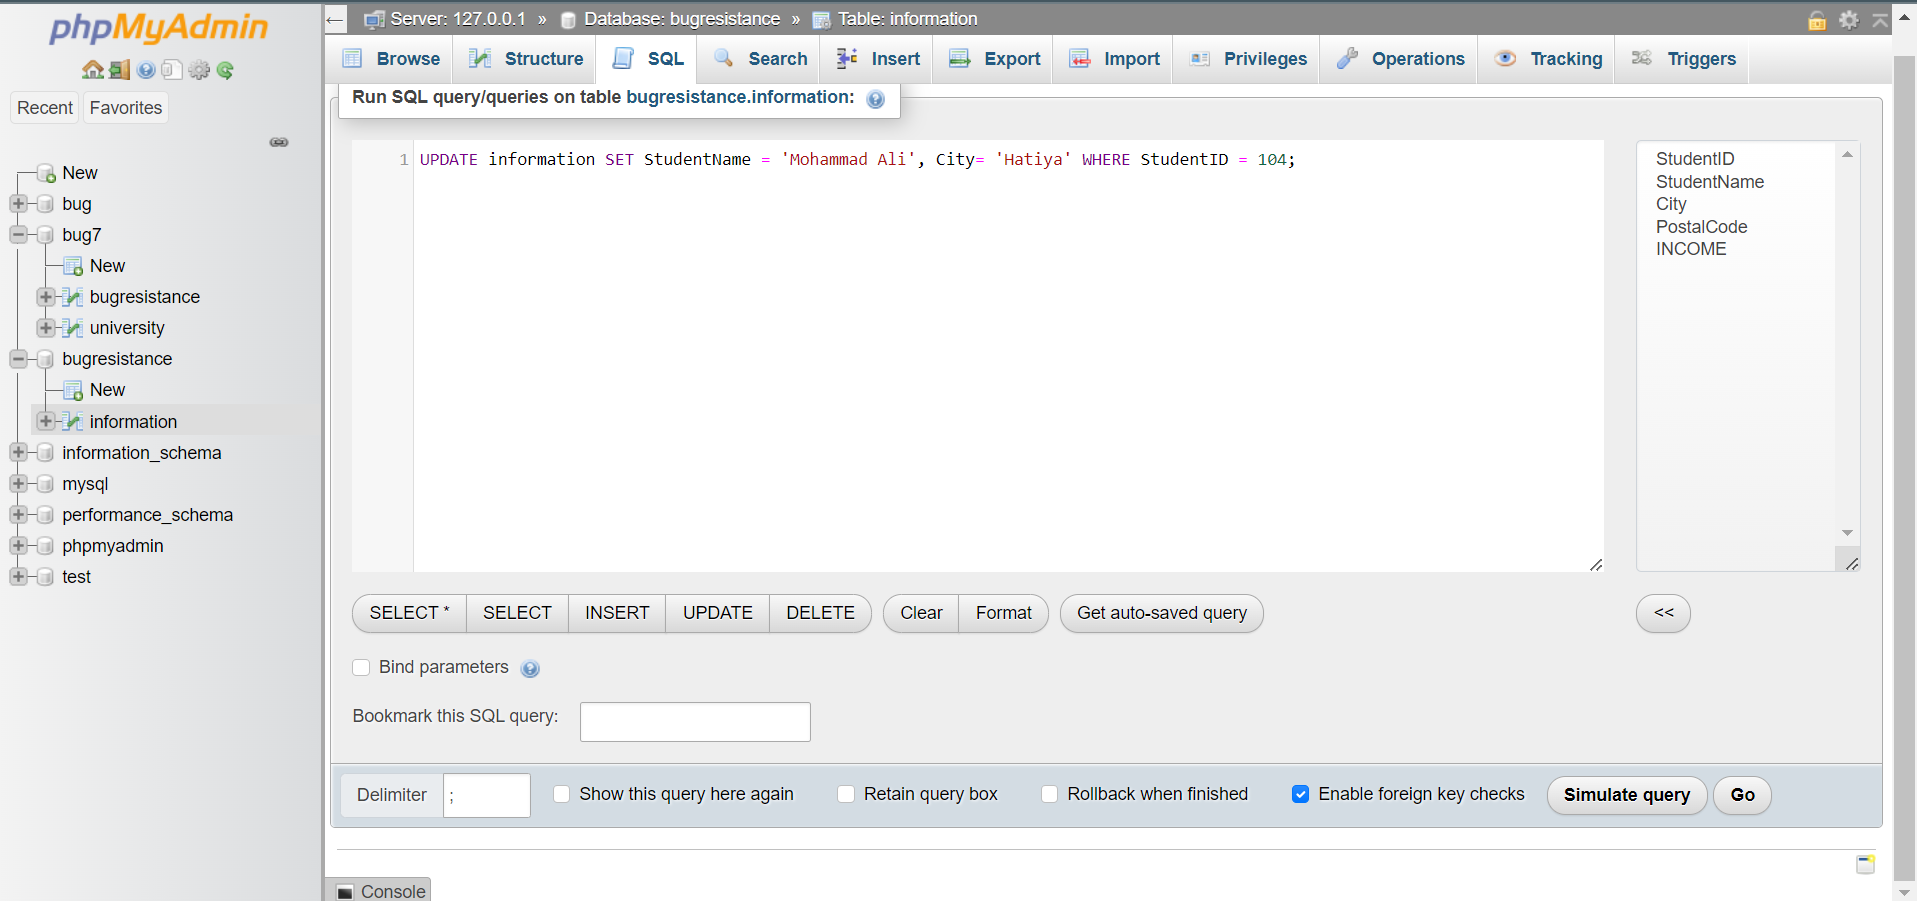 phpMyAdmin
Recent
Favorites
New
bug
bug7
New
bugresistance
university
bugresistance
New
information
information_schema
mysql
performance_schema
phpmyadmin
test
← Server: 127.0.0.1 » Database: bugresistance » Table: information
Browse Structure SQL Search Insert Export Import Privileges Operations Tracking Triggers
Run SQL query/queries on table bugresistance.information:
1 UPDATE information SET StudentName = 'Mohammad Ali', City= 'Hatiya' WHERE StudentID = 104;
StudentID
StudentName
City
PostalCode
INCOME
SELECT * SELECT INSERT UPDATE DELETE Clear Format Get auto-saved query <<
Bind parameters
Bookmark this SQL query:
Delimiter ; Show this query here again Retain query box Rollback when finished Enable foreign key checks Simulate query Go
Console